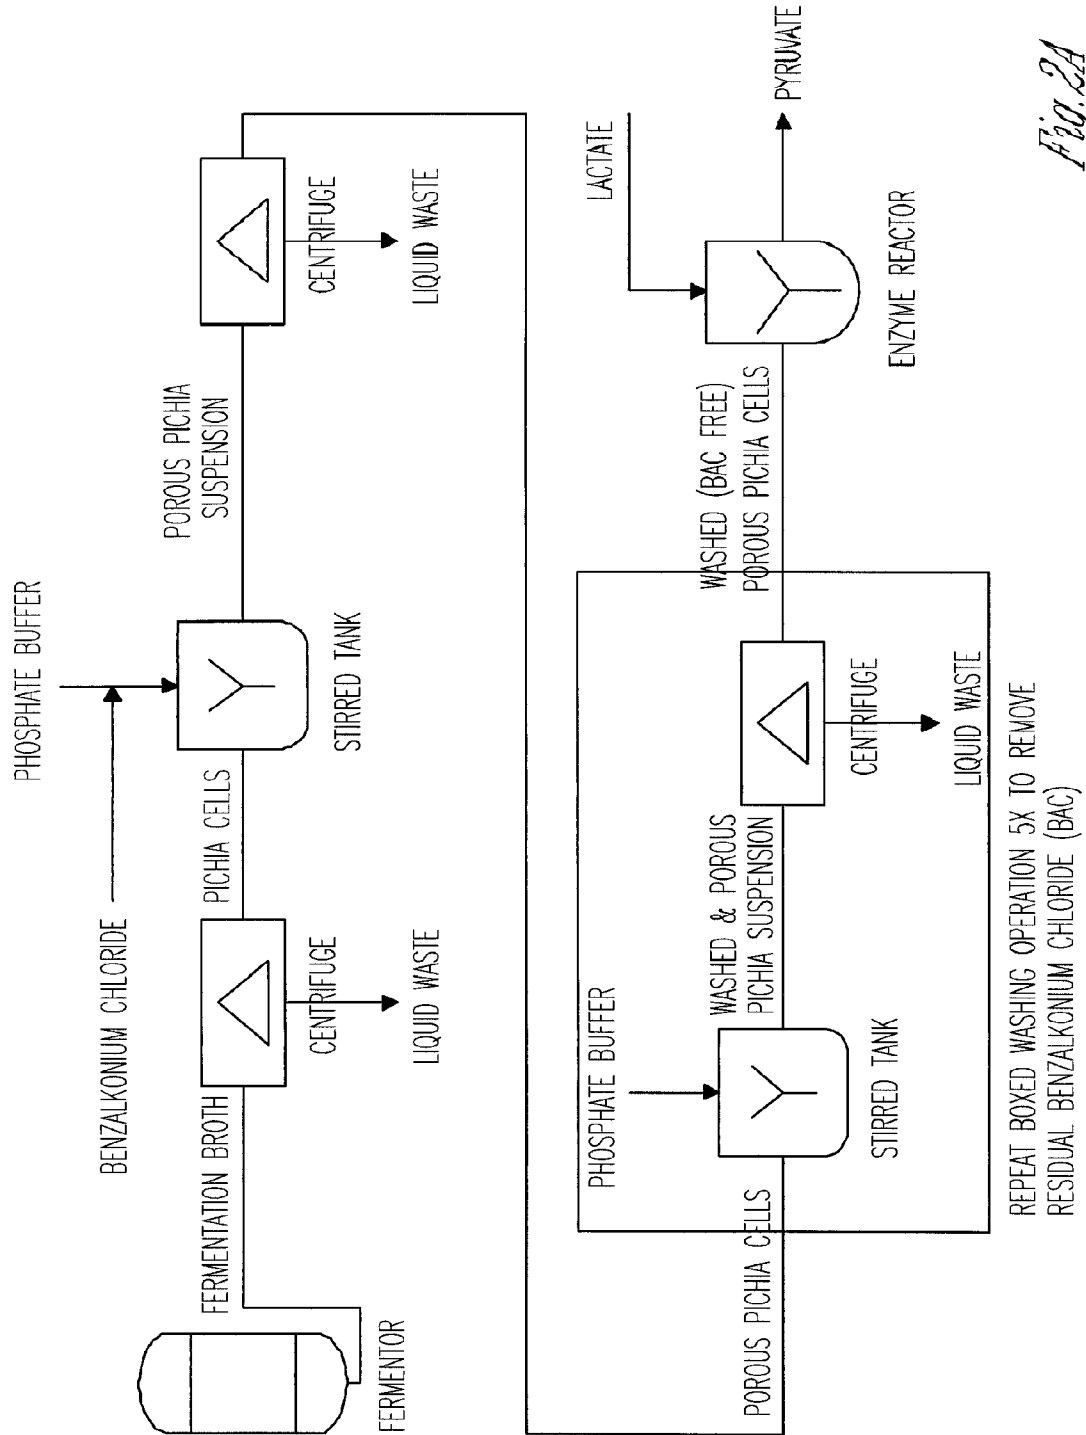 PHOSPHATE BUFFER
BENZALKONIUM CHLORIDE
FERMENTATION BROTH
PICHIA CELLS
POROUS PICHIA
SUSPENSION
FERMENTOR
CENTRIFUGE
LIQUID WASTE
STIRRED TANK
CENTRIFUGE
LIQUID WASTE
PHOSPHATE BUFFER
LACTATE
POROUS PICHIA CELLS
WASHED & POROUS
PICHIA SUSPENSION
WASHED (BAC FREE)
POROUS PICHIA CELLS
PYRUVATE
STIRRED TANK
CENTRIFUGE
LIQUID WASTE
ENZYME REACTOR
REPEAT BOXED WASHING OPERATION 5X TO REMOVE
RESIDUAL BENZALKONIUM CHLORIDE (BAC)
Fig. 2A